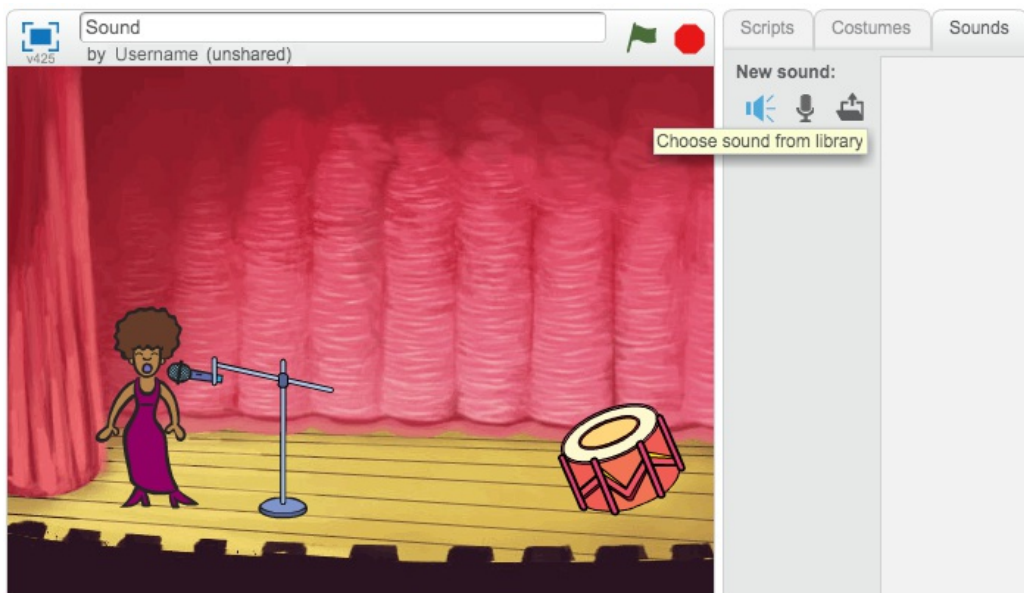 Sound
v425
by Username (unshared)
Scripts
Costumes
Sounds
New sound:
Choose sound from library